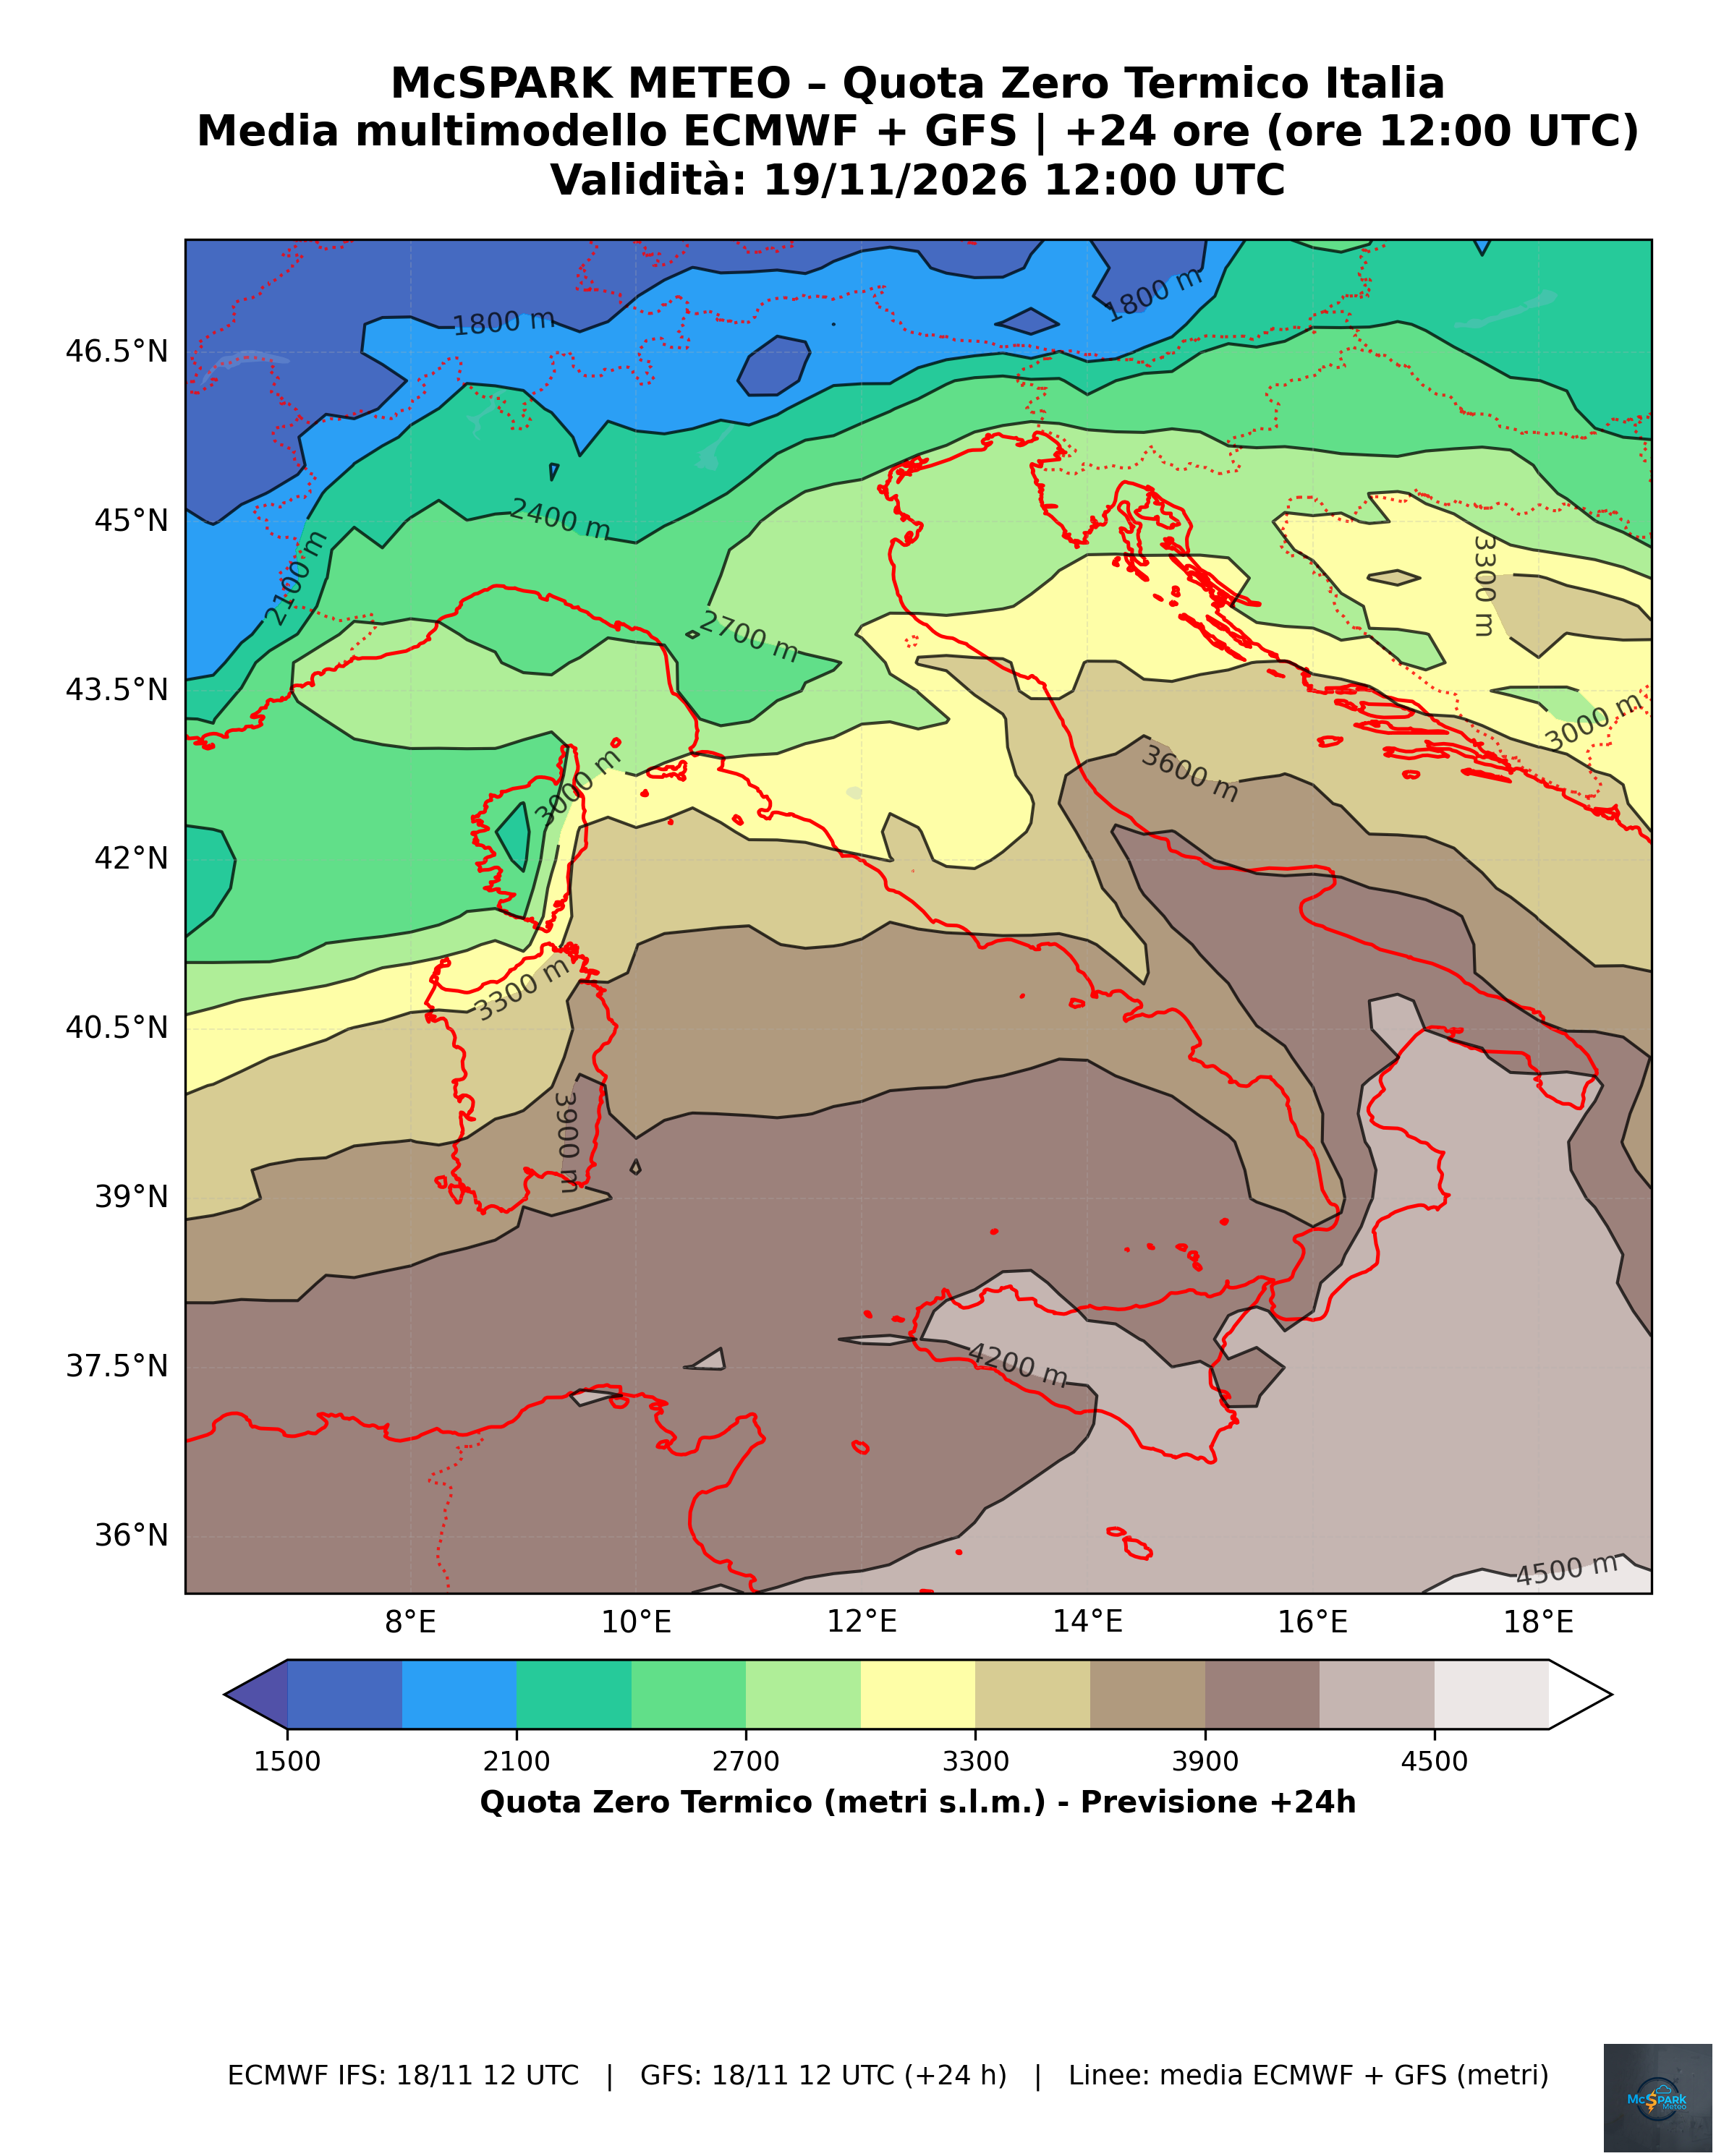 McSPARK METEO – Quota Zero Termico Italia
Media multimodello ECMWF + GFS | +24 ore (ore 12:00 UTC)
Validità: 19/11/2026 12:00 UTC
1800 m
1800 m
46.5°N
2400 m
45°N
2100 m
3300 m
2700 m
43.5°N
3000 m
3000 m
3600 m
42°N
3300 m
40.5°N
3900 m
39°N
4200 m
37.5°N
36°N
4500 m
8°E 10°E 12°E 14°E 16°E 18°E
1500 2100 2700 3300 3900 4500
Quota Zero Termico (metri s.l.m.) - Previsione +24h
ECMWF IFS: 18/11 12 UTC | GFS: 18/11 12 UTC (+24 h) | Linee: media ECMWF + GFS (metri)
McSPARK
Meteo